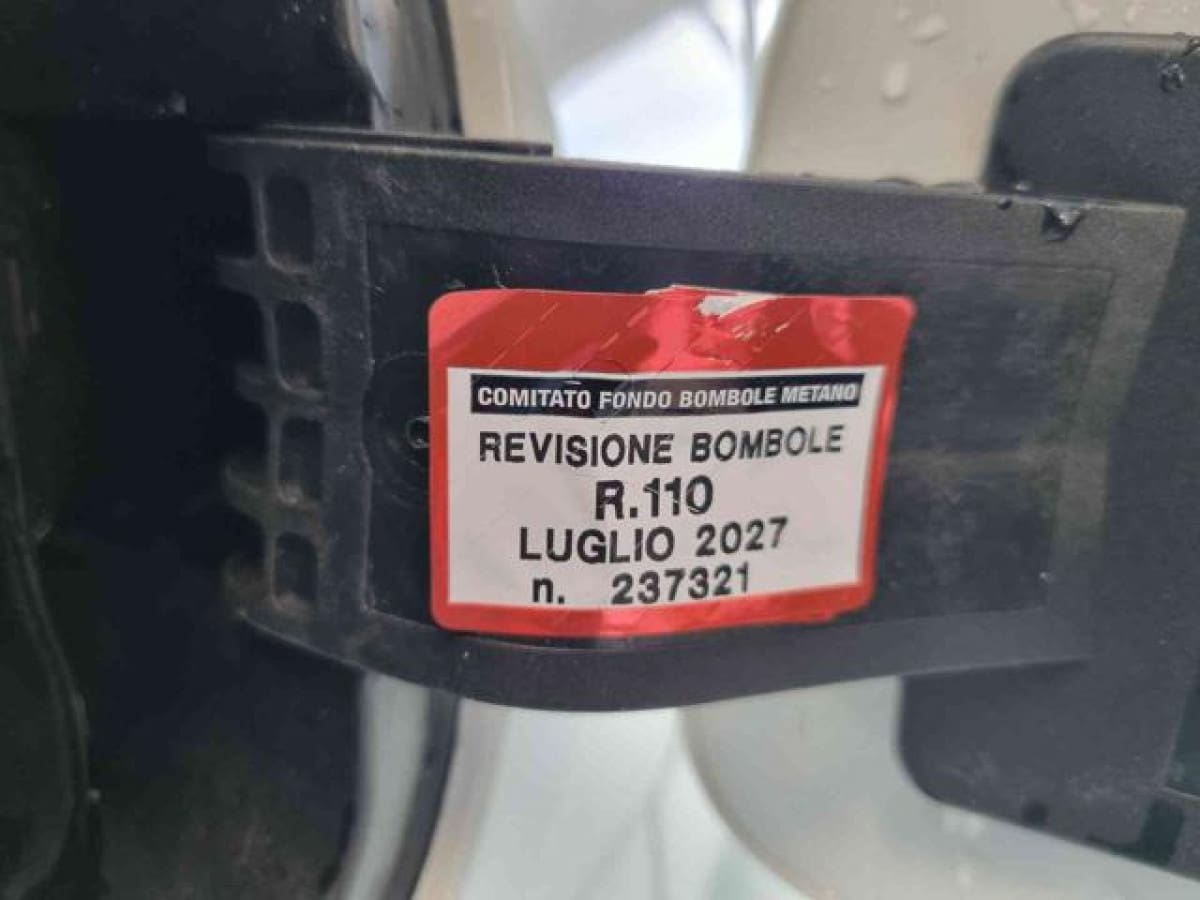 COMITATO FONDO BOMBOLE METANO
REVISIONE BOMBOLE
R.110
LUGLIO 2027
n. 237321